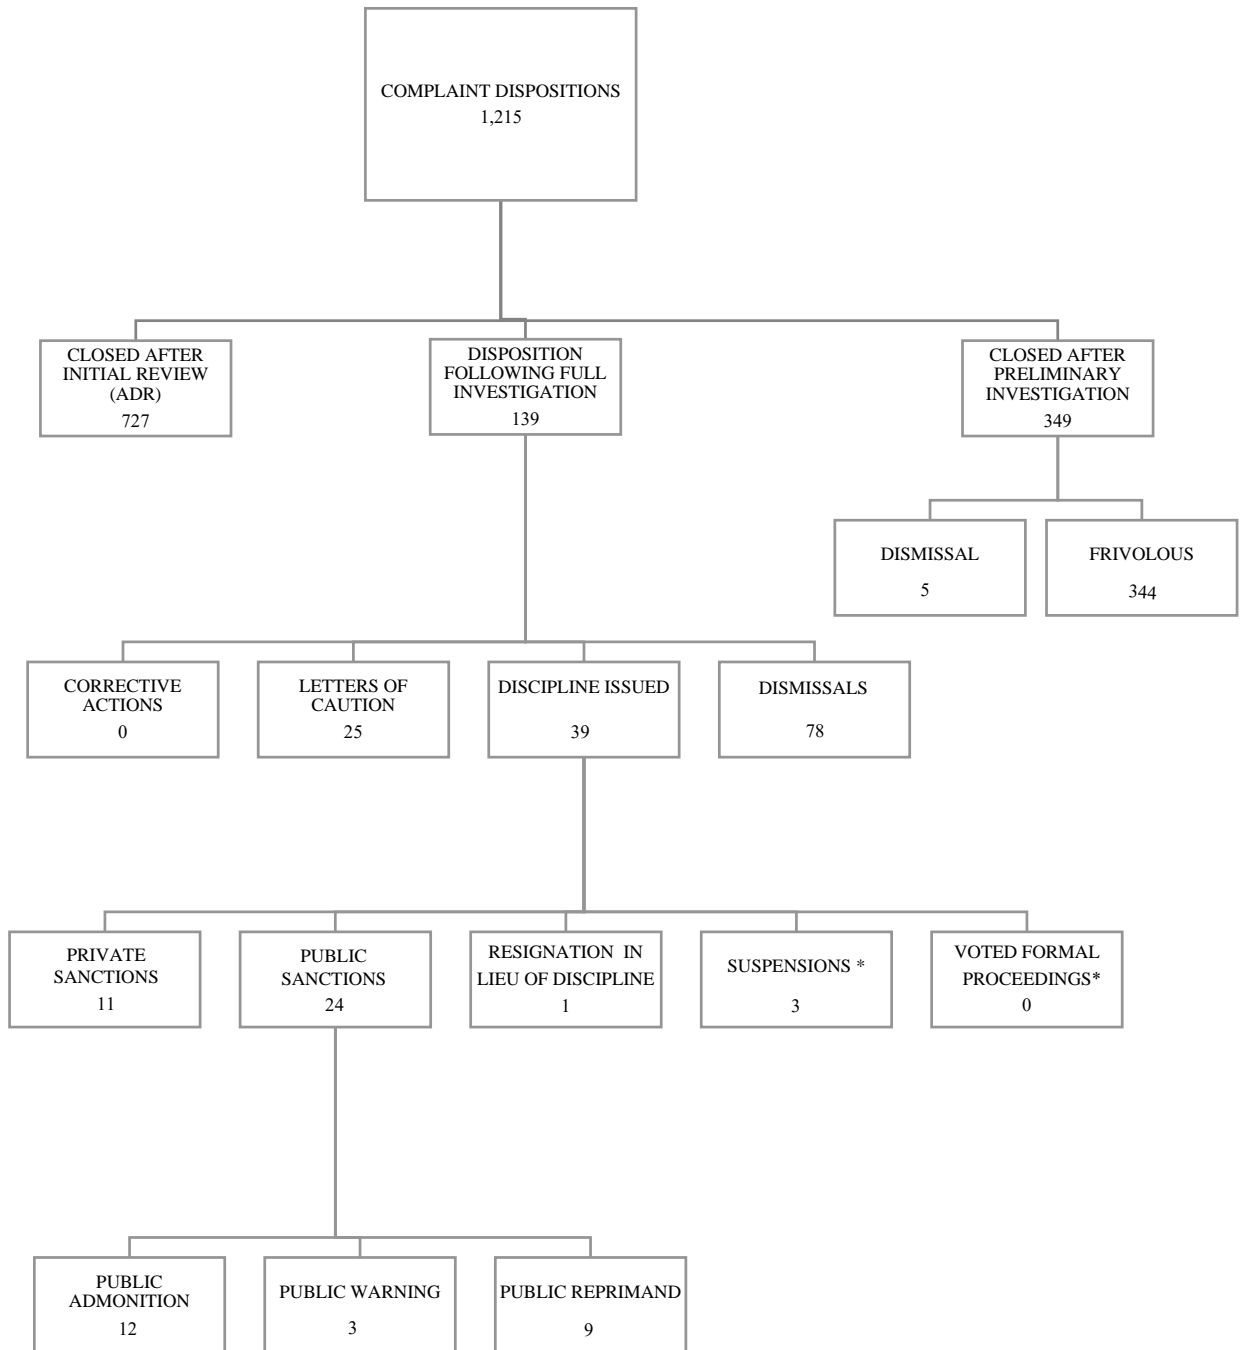 COMPLAINT DISPOSITIONS
1,215
CLOSED AFTER
INITIAL REVIEW
(ADR)
727
DISPOSITION
FOLLOWING FULL
INVESTIGATION
139
CLOSED AFTER
PRELIMINARY
INVESTIGATION
349
DISMISSAL
5
FRIVOLOUS
344
CORRECTIVE
ACTIONS
0
LETTERS OF
CAUTION
25
DISCIPLINE ISSUED
39
DISMISSALS
78
PRIVATE
SANCTIONS
11
PUBLIC
SANCTIONS
24
RESIGNATION IN
LIEU OF DISCIPLINE
1
SUSPENSIONS *
3
VOTED FORMAL
PROCEEDINGS*
0
PUBLIC
ADMONITION
12
PUBLIC WARNING
3
PUBLIC REPRIMAND
9